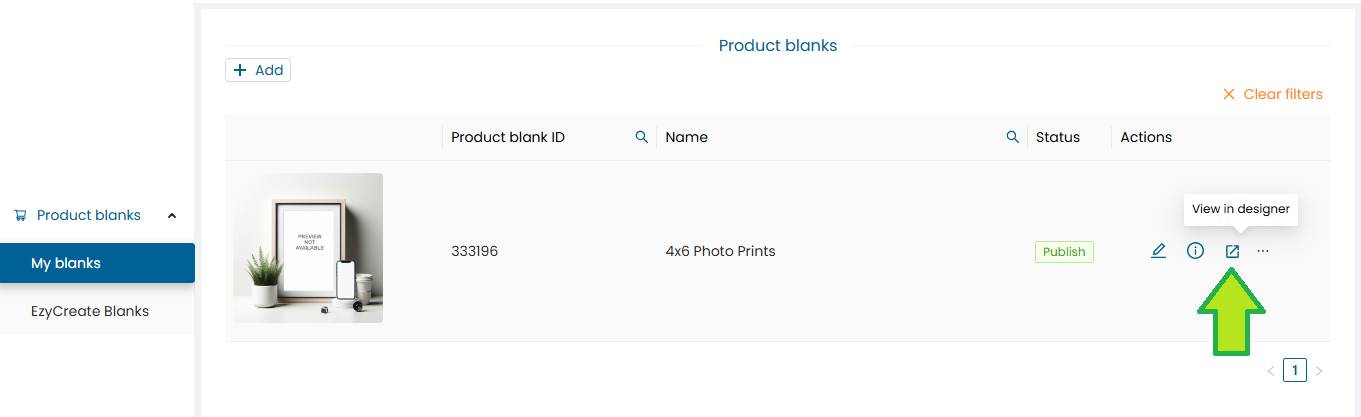 Product blanks
Add
Clear filters
Product blank ID Name Status Actions
Product blanks
My blanks
EzyCreate Blanks
PREVIEW
NOT
AVAILABLE
333196 4x6 Photo Prints Publish
View in designer
1